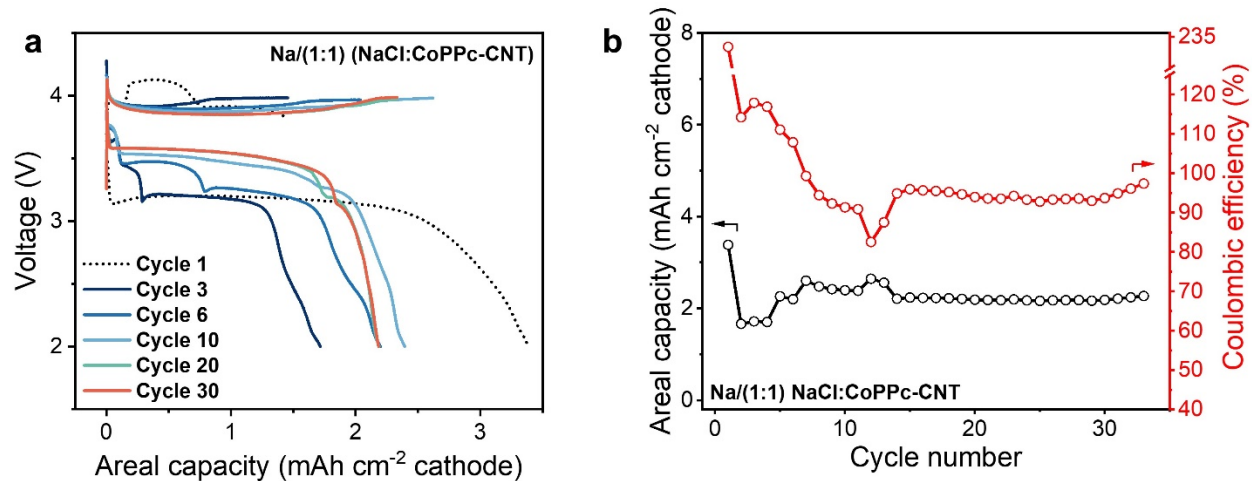 a
Na/(1:1) (NaCl:CoPPc-CNT)
4
3
2
Voltage (V)
Cycle 1
Cycle 3
Cycle 6
Cycle 10
Cycle 20
Cycle 30
0 1 2 3
Areal capacity (mAh cm⁻² cathode)
b
8
6
4
2
0
Areal capacity (mAh cm⁻² cathode)
235
120
110
100
90
80
70
60
50
40
Coulombic efficiency (%)
Na/(1:1) NaCl:CoPPc-CNT
0 10 20 30
Cycle number